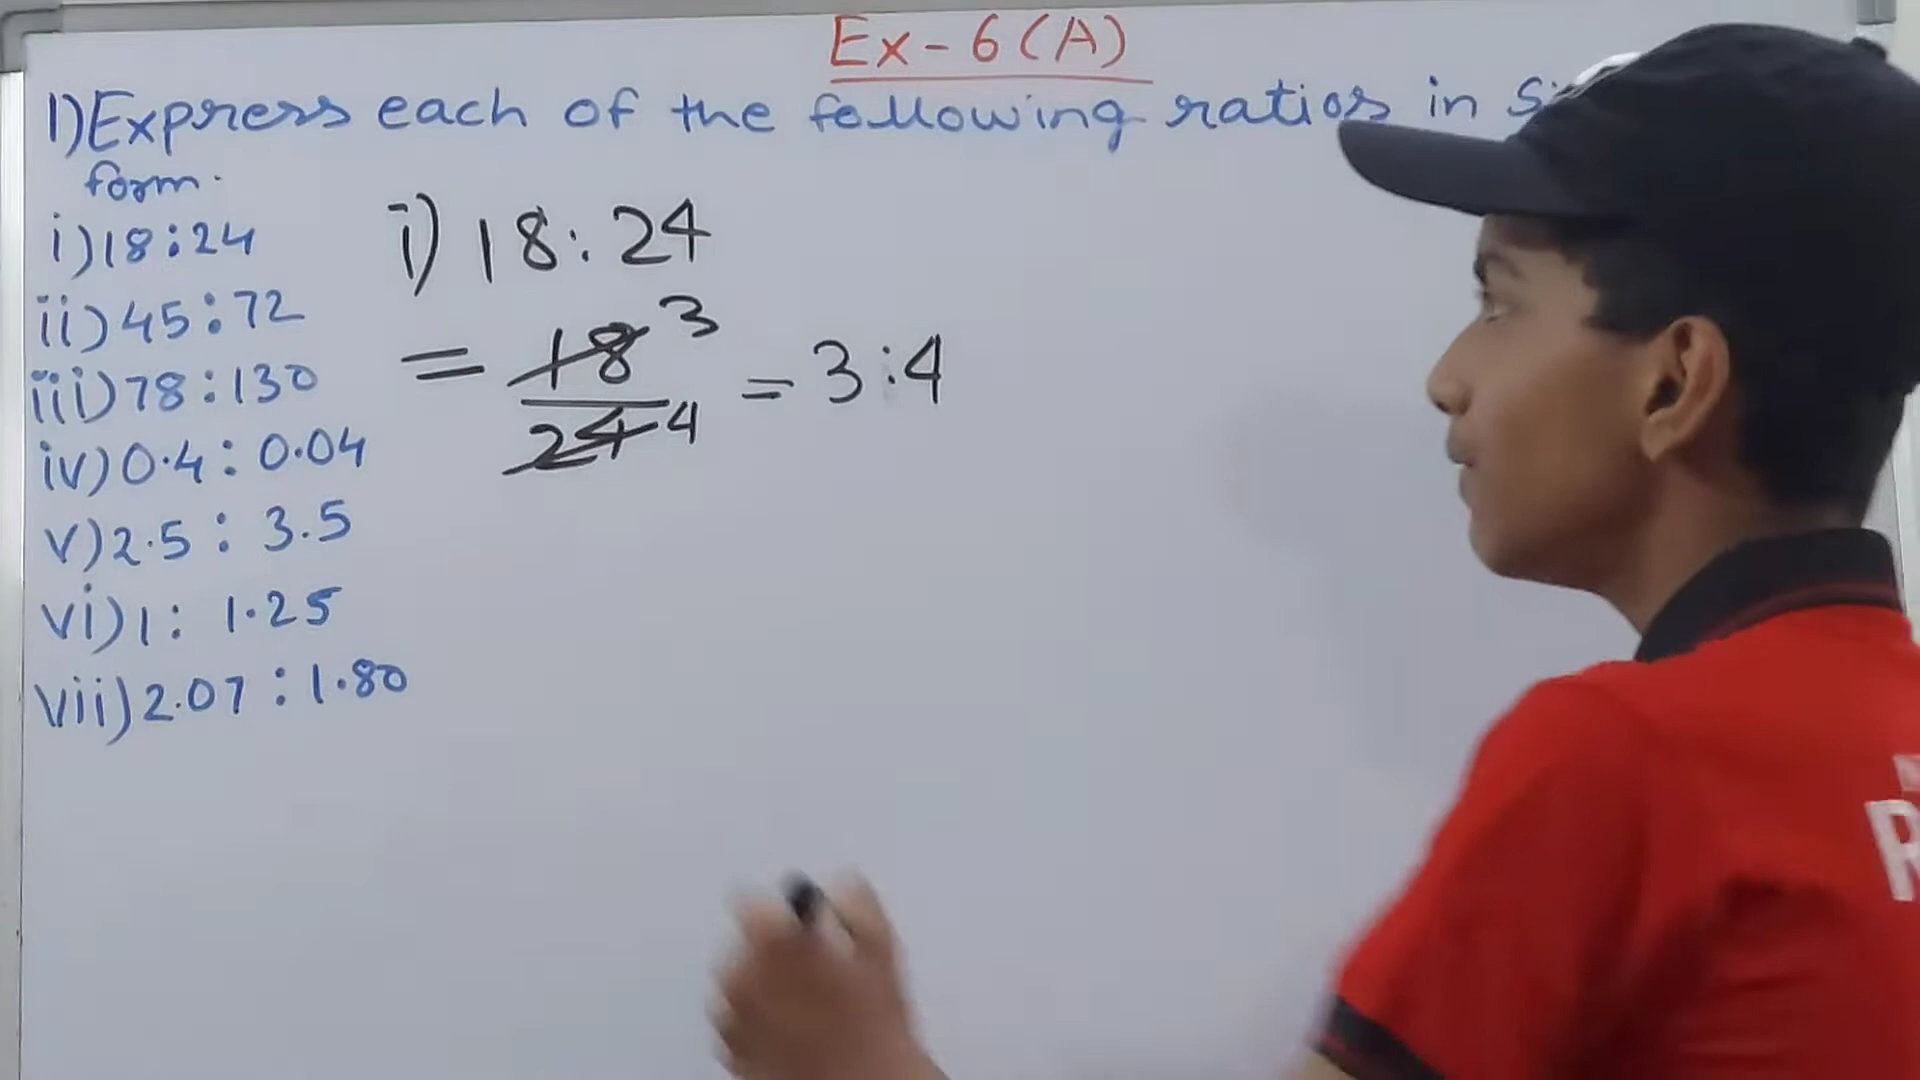 Ex-6(A)
1) Express each of the following ratios in
form.
i) 18:24
ii) 45:72
iii) 78:130
iv) 0.4:0.04
v) 2.5:3.5
vi) 1:1.25
vii) 2.07:1.80
i) 18:24
= 18 3 / 24 4 = 3:4